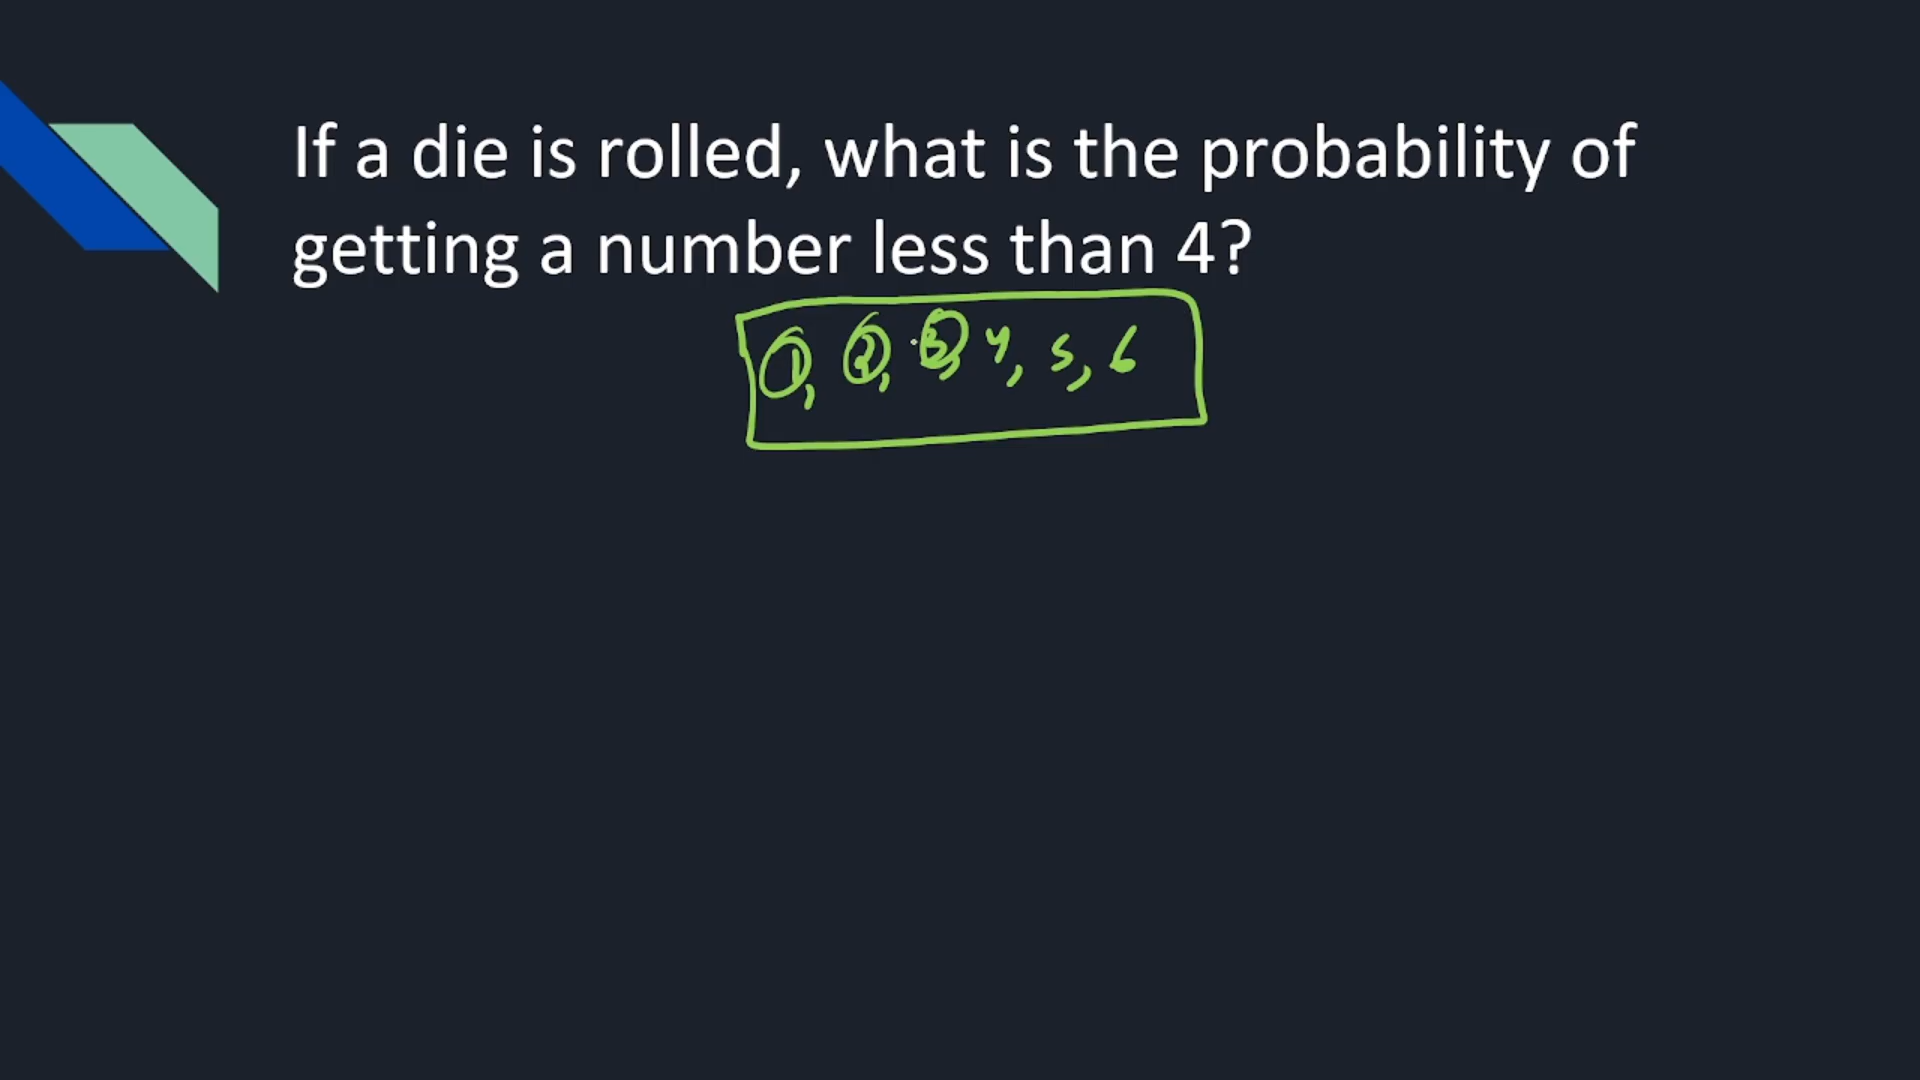 If a die is rolled, what is the probability of
getting a number less than 4?
1, 2, 3, 4, 5, 6